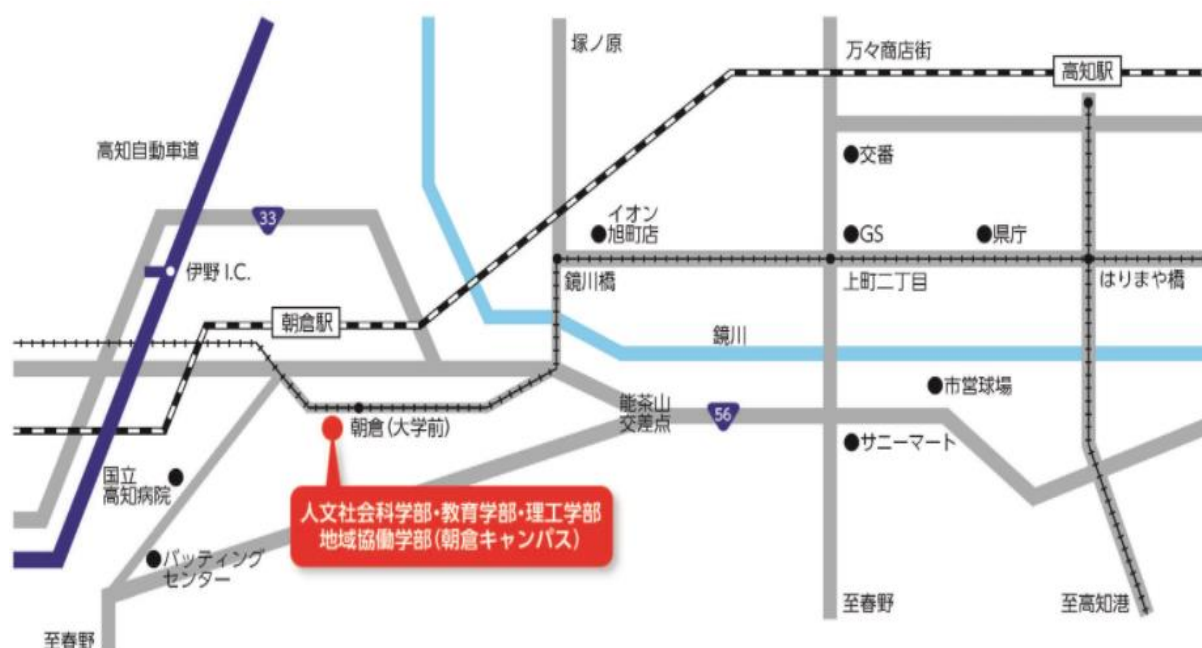 塚ノ原
万々商店街
高知駅
高知自動車道
交番
33
イオン
旭町店
GS
県庁
伊野 I.C.
鏡川橋
上町二丁目
はりまや橋
朝倉駅
鏡川
市営球場
能茶山
交差点
56
朝倉(大学前)
サニーマート
国立
高知病院
人文社会科学部・教育学部・理工学部
地域協働学部(朝倉キャンパス)
バッティング
センター
至春野
至春野
至高知港